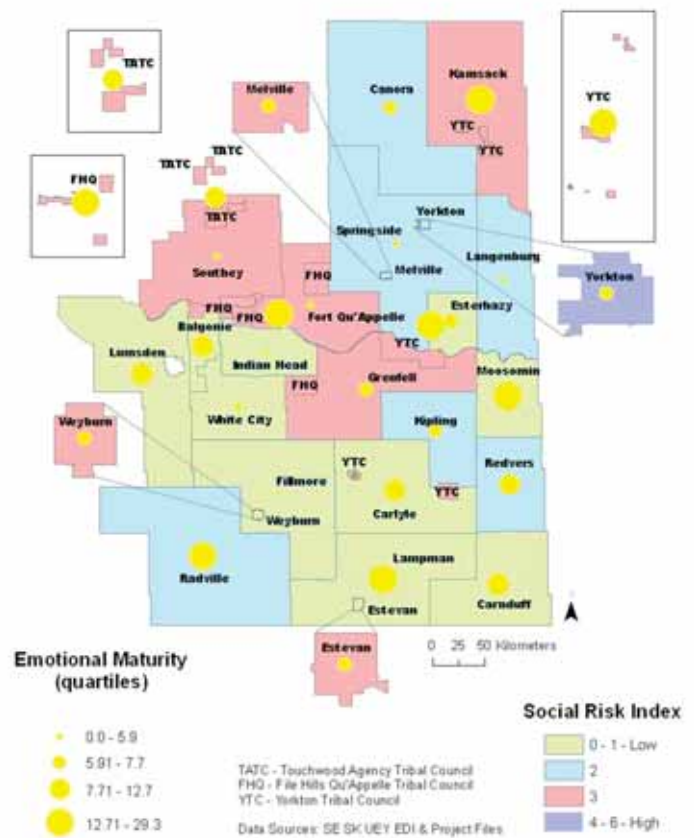 TATC
Melville
Canora
Kamsack
YTC
YTC
YTC
FHQ
TATC
TATC
TATC
Springside
Yorkton
Southey
Melville
Langenburg
Yorkton
FHQ
FHQ
FHQ
Fort Qu'Appelle
Esterhazy
Balgonie
YTC
Lumsden
Indian Head
Grenfell
Moosomin
FHQ
White City
Kipling
Weyburn
YTC
Redvers
Fillmore
YTC
Weyburn
Carlyle
Radville
Lampman
Estevan
Carnduff
Estevan
0 25 50 Kilometers
Emotional Maturity
(quartiles)
0.0 - 5.9
5.91 - 7.7
7.71 - 12.7
12.71 - 29.3
TATC - Touchwood Agency Tribal Council
FHQ - File Hills Qu'Appelle Tribal Council
YTC - Yorkton Tribal Council
Data Sources: SE SK UEY EDI & Project Files
Social Risk Index
0 - 1 - Low
2
3
4 - 6 - High